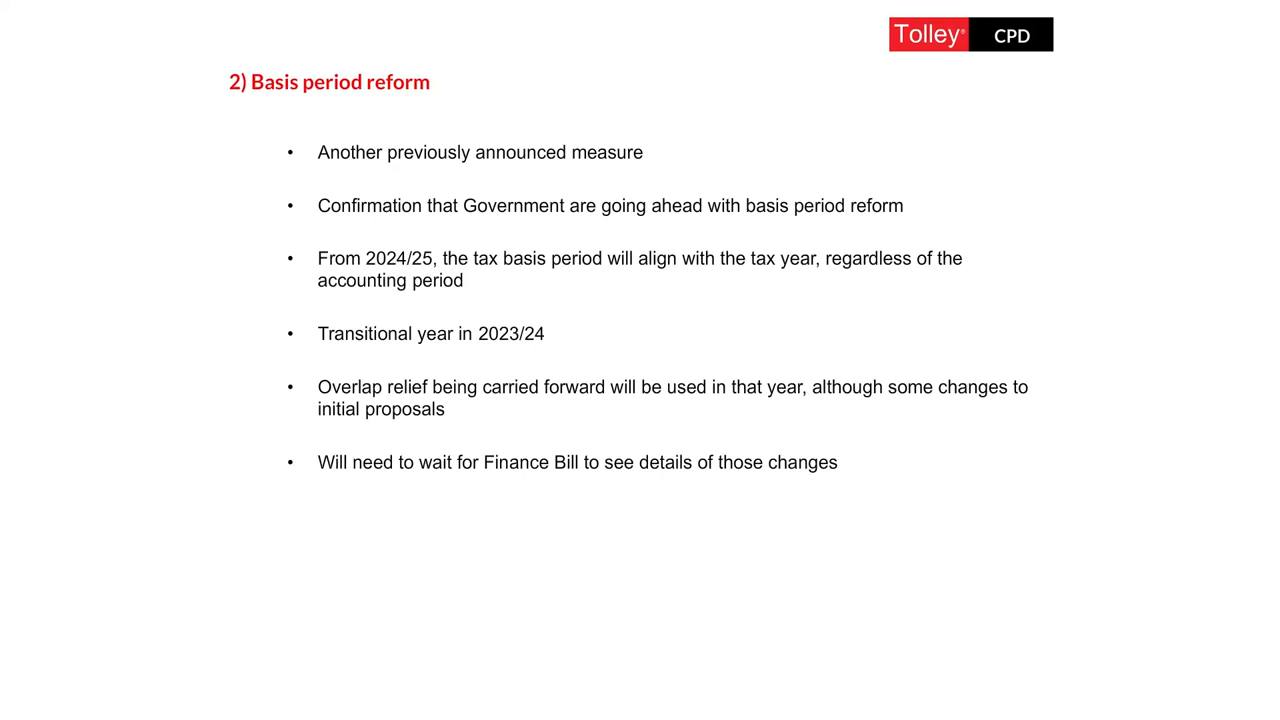 Tolley® CPD
2) Basis period reform
• Another previously announced measure
• Confirmation that Government are going ahead with basis period reform
• From 2024/25, the tax basis period will align with the tax year, regardless of the
accounting period
• Transitional year in 2023/24
• Overlap relief being carried forward will be used in that year, although some changes to
initial proposals
• Will need to wait for Finance Bill to see details of those changes